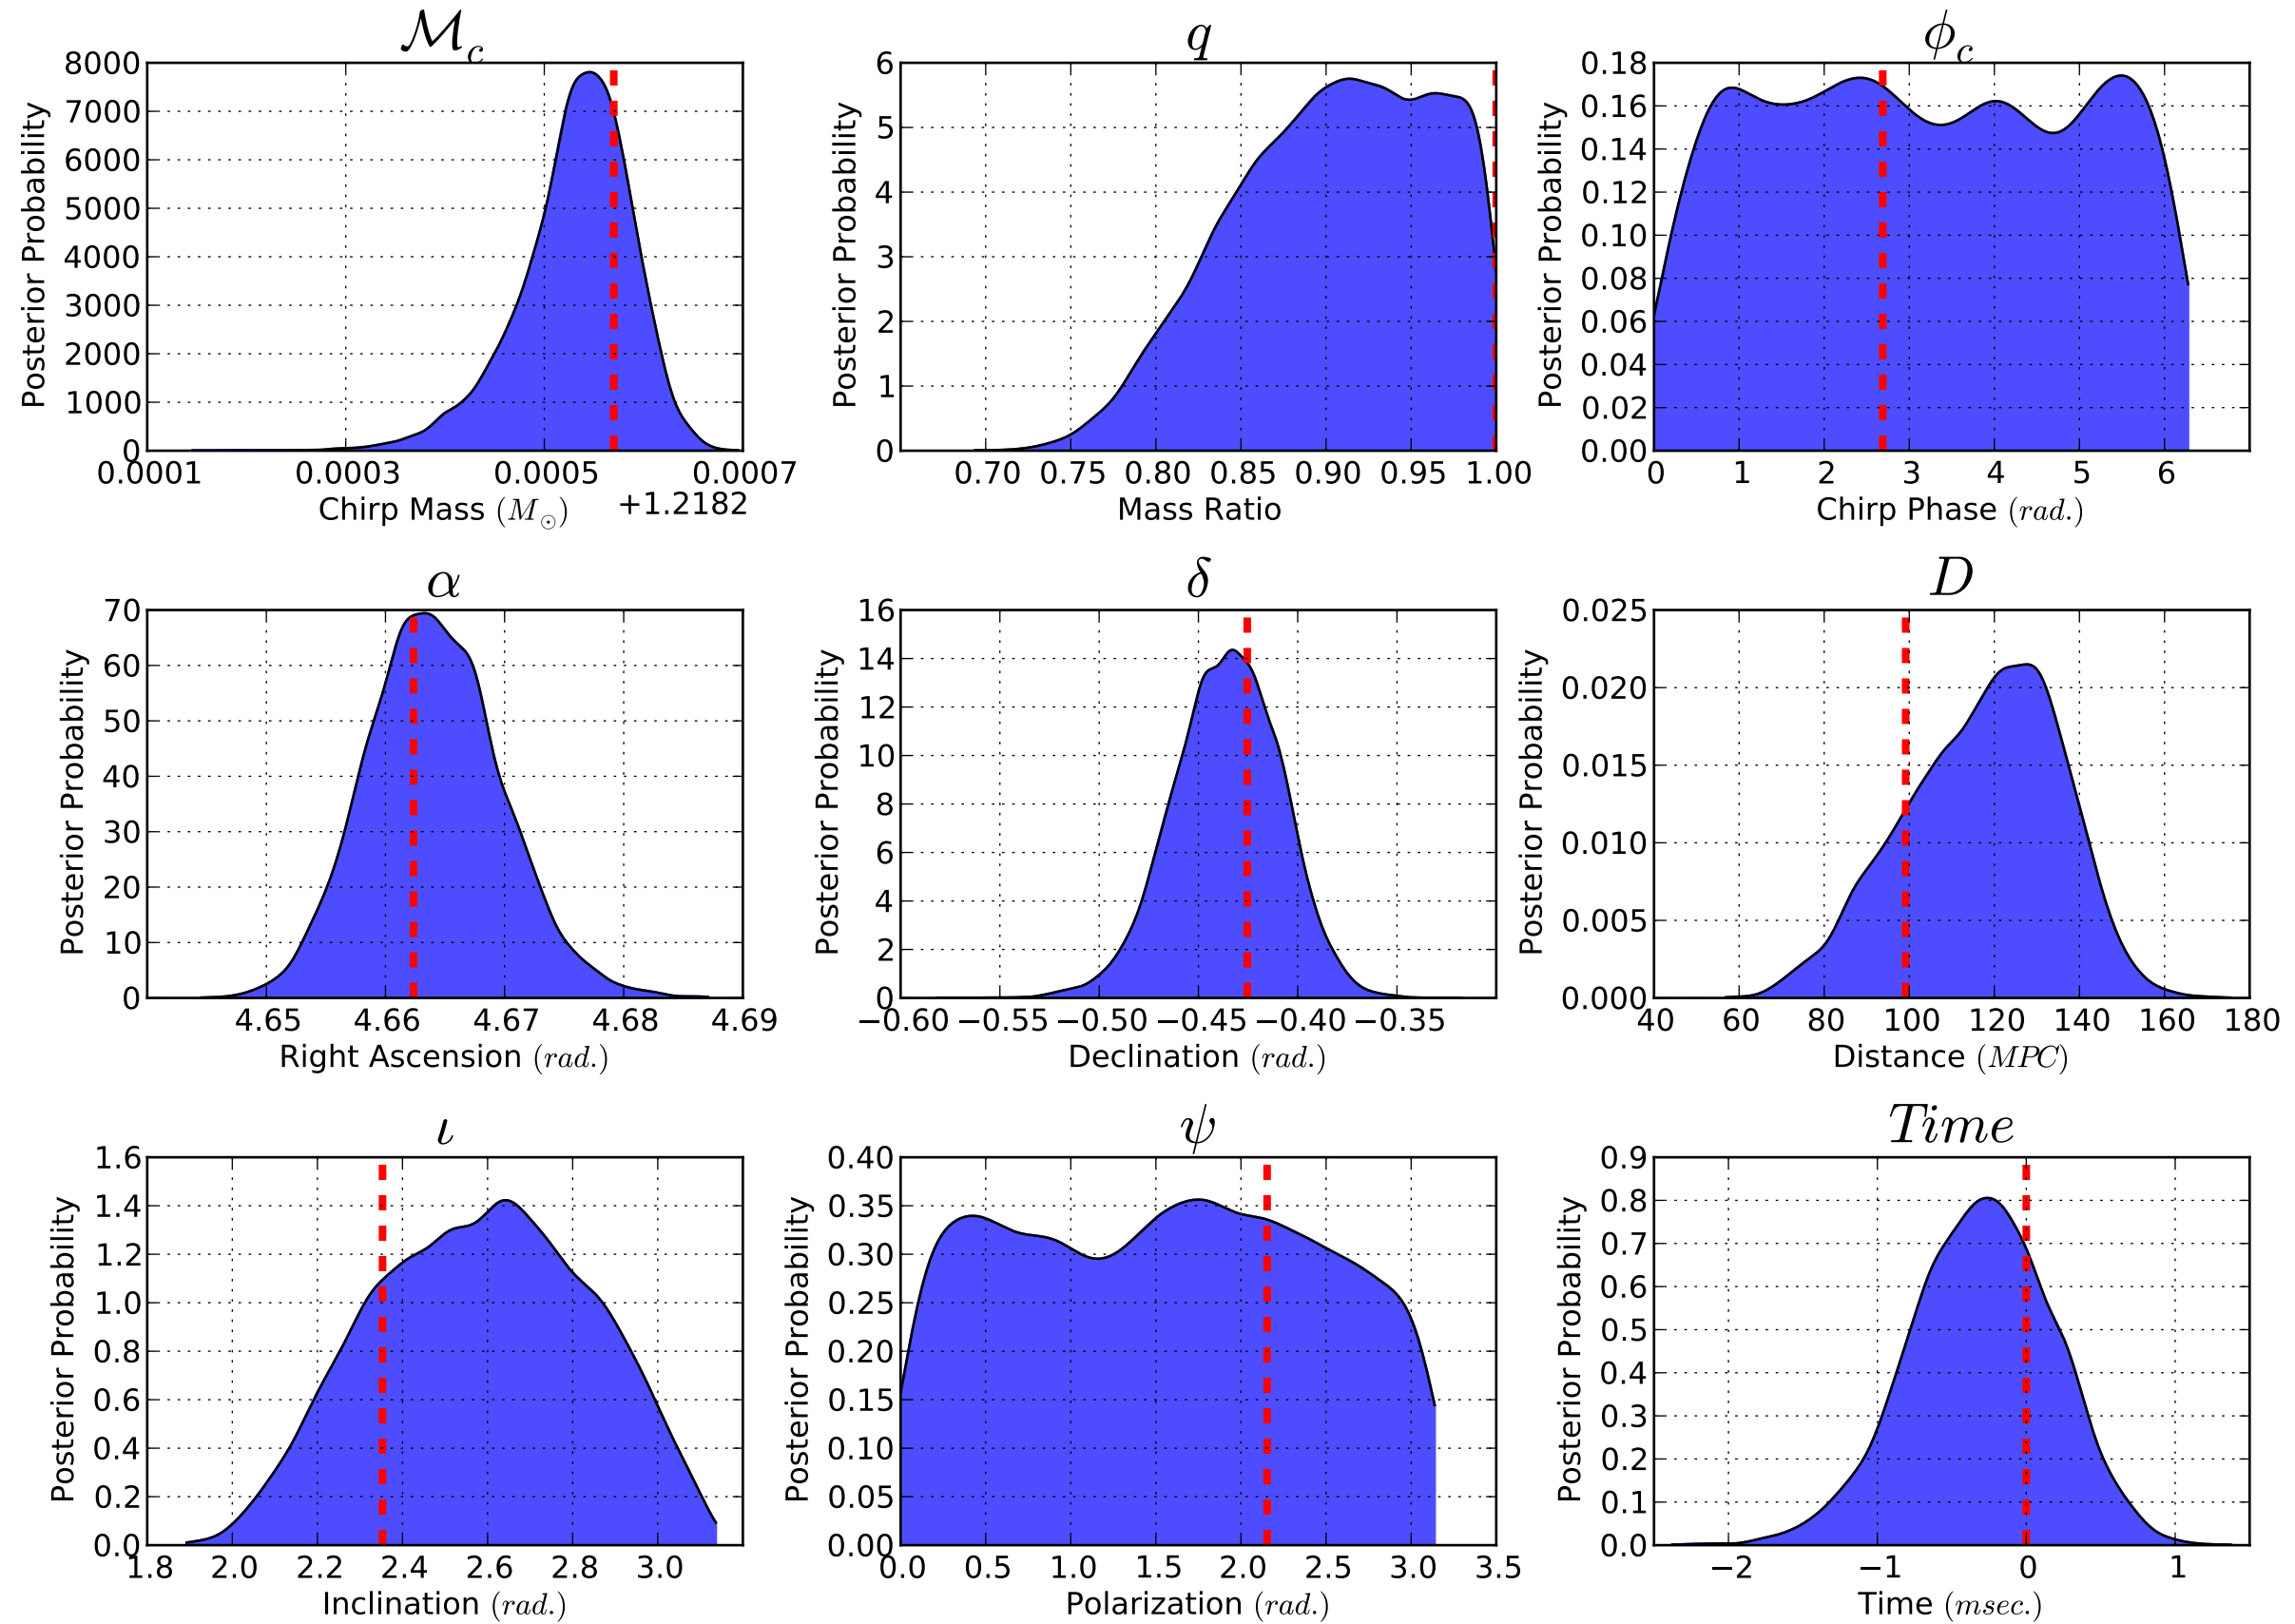 ℳ_c
Posterior Probability
8000
7000
6000
5000
4000
3000
2000
1000
0
0.0001 0.0003 0.0005 0.0007
Chirp Mass (M_⊙) +1.2182
q
Posterior Probability
6
5
4
3
2
1
0
0.70 0.75 0.80 0.85 0.90 0.95 1.00
Mass Ratio
ϕ_c
Posterior Probability
0.18
0.16
0.14
0.12
0.10
0.08
0.06
0.04
0.02
0.00
0 1 2 3 4 5 6
Chirp Phase (rad.)
α
Posterior Probability
70
60
50
40
30
20
10
0
4.65 4.66 4.67 4.68 4.69
Right Ascension (rad.)
δ
Posterior Probability
16
14
12
10
8
6
4
2
0
−0.60 −0.55 −0.50 −0.45 −0.40 −0.35
Declination (rad.)
D
Posterior Probability
0.025
0.020
0.015
0.010
0.005
0.000
40 60 80 100 120 140 160 180
Distance (MPC)
ι
Posterior Probability
1.6
1.4
1.2
1.0
0.8
0.6
0.4
0.2
0.0
1.8 2.0 2.2 2.4 2.6 2.8 3.0
Inclination (rad.)
ψ
Posterior Probability
0.40
0.35
0.30
0.25
0.20
0.15
0.10
0.05
0.00
0.0 0.5 1.0 1.5 2.0 2.5 3.0 3.5
Polarization (rad.)
Time
Posterior Probability
0.9
0.8
0.7
0.6
0.5
0.4
0.3
0.2
0.1
0.0
−2 −1 0 1
Time (msec.)